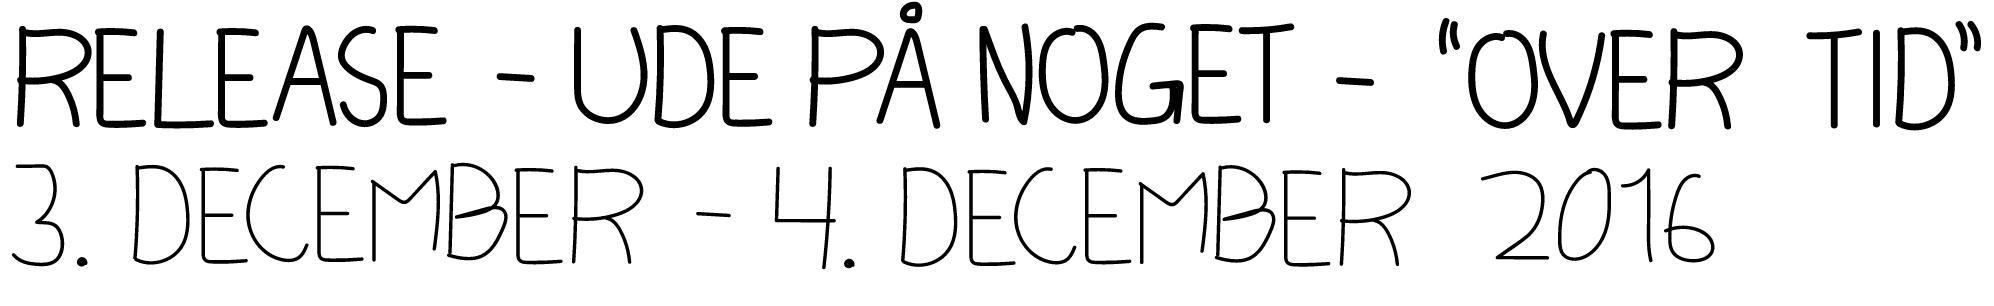 RELEASE - UDE PÅ NOGET - "OVER TID"
3. DECEMBER - 4. DECEMBER 2016